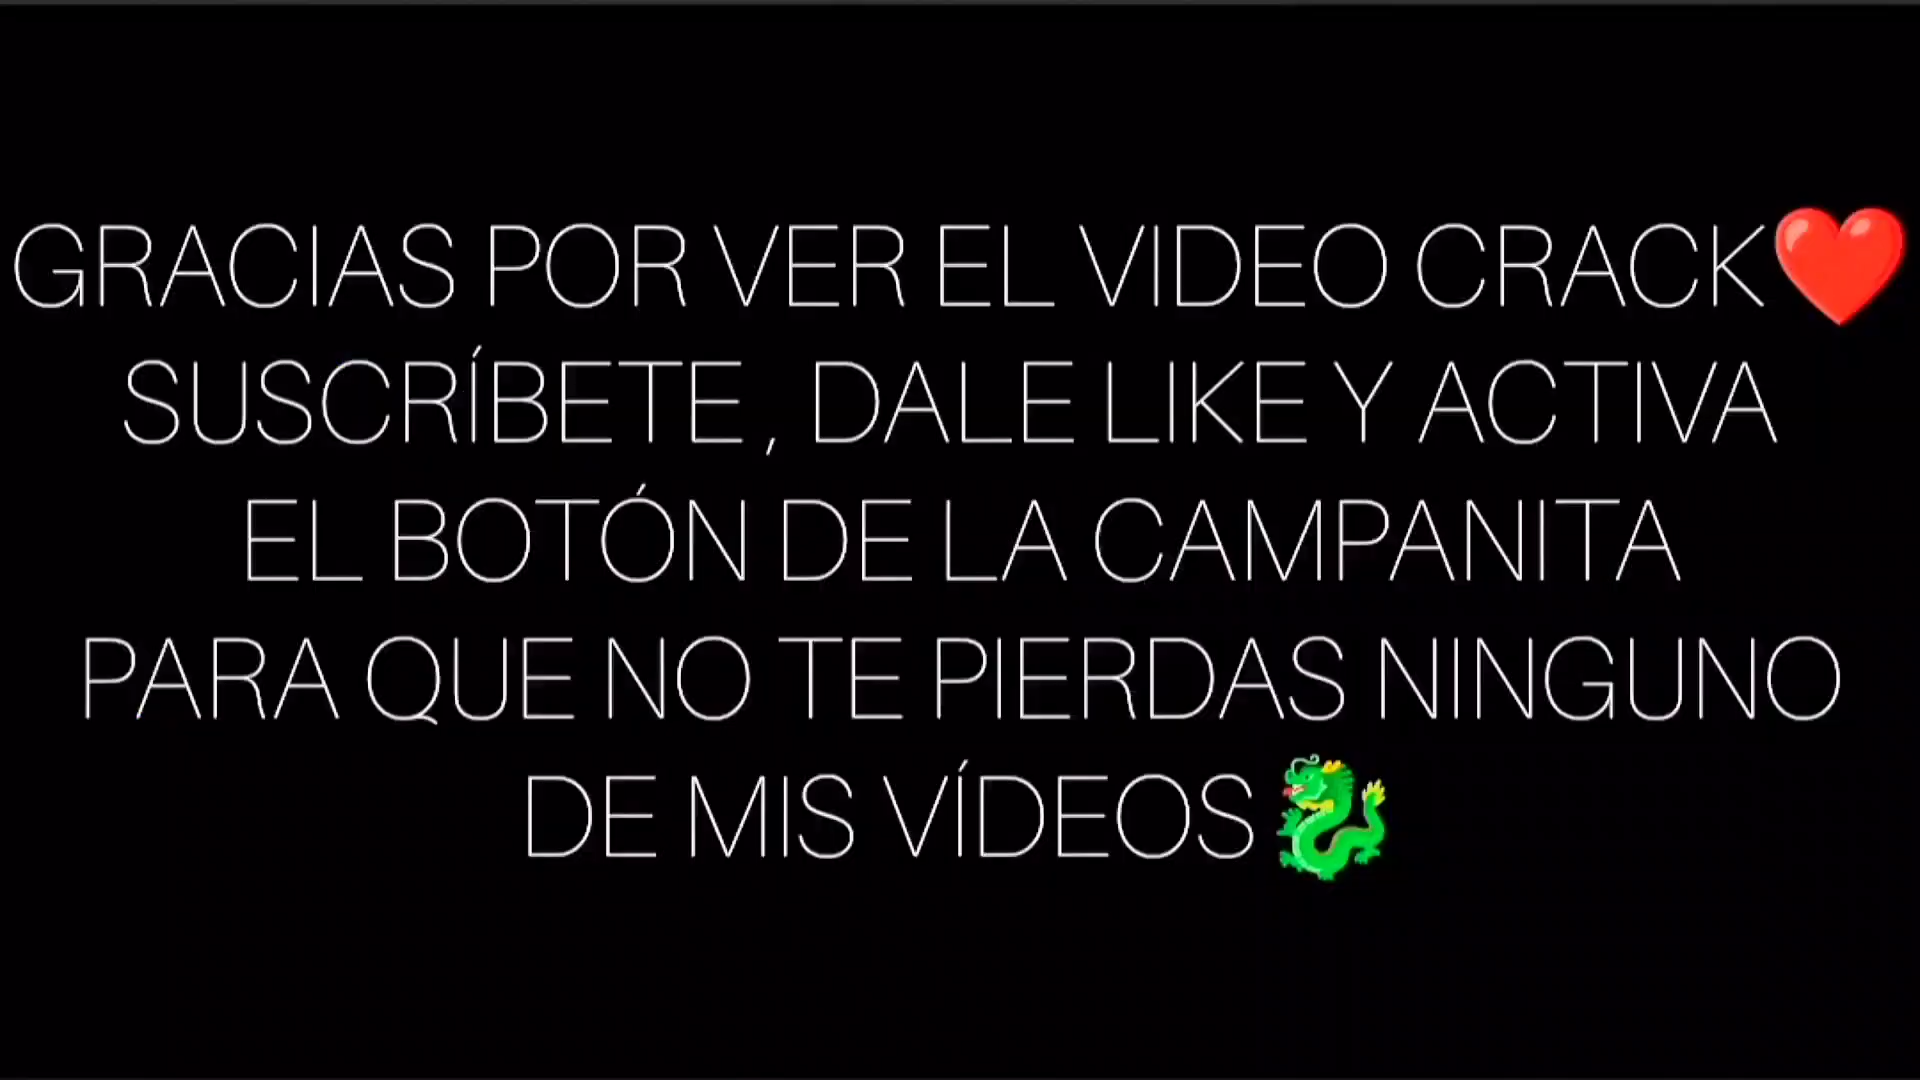 GRACIAS POR VER EL VIDEO CRACK❤️
SUSCRÍBETE , DALE LIKE Y ACTIVA
EL BOTÓN DE LA CAMPANITA
PARA QUE NO TE PIERDAS NINGUNO
DE MIS VÍDEOS🐉